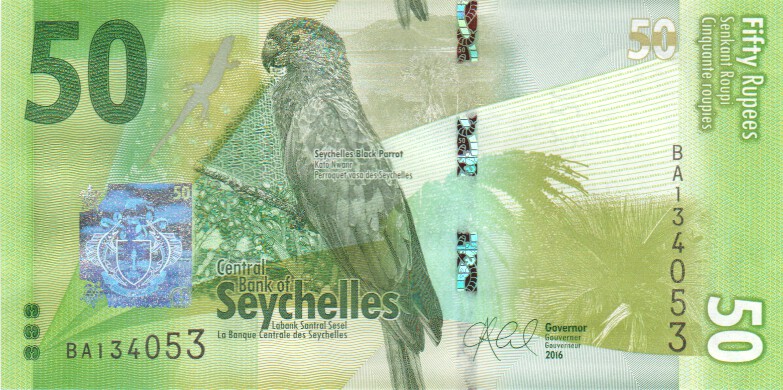 50
50
Fifty Rupees
Senkant Roupi
Cinquante roupies
Seychelles Black Parrot
Kato Nwanr
Perroquet vasa des Seychelles
50
BA134053
Central
Bank of
Seychelles
Labank Santral Sesel
La Banque Centrale des Seychelles
BA134053
Governor
Gouverner
Gouverneur
2016
50